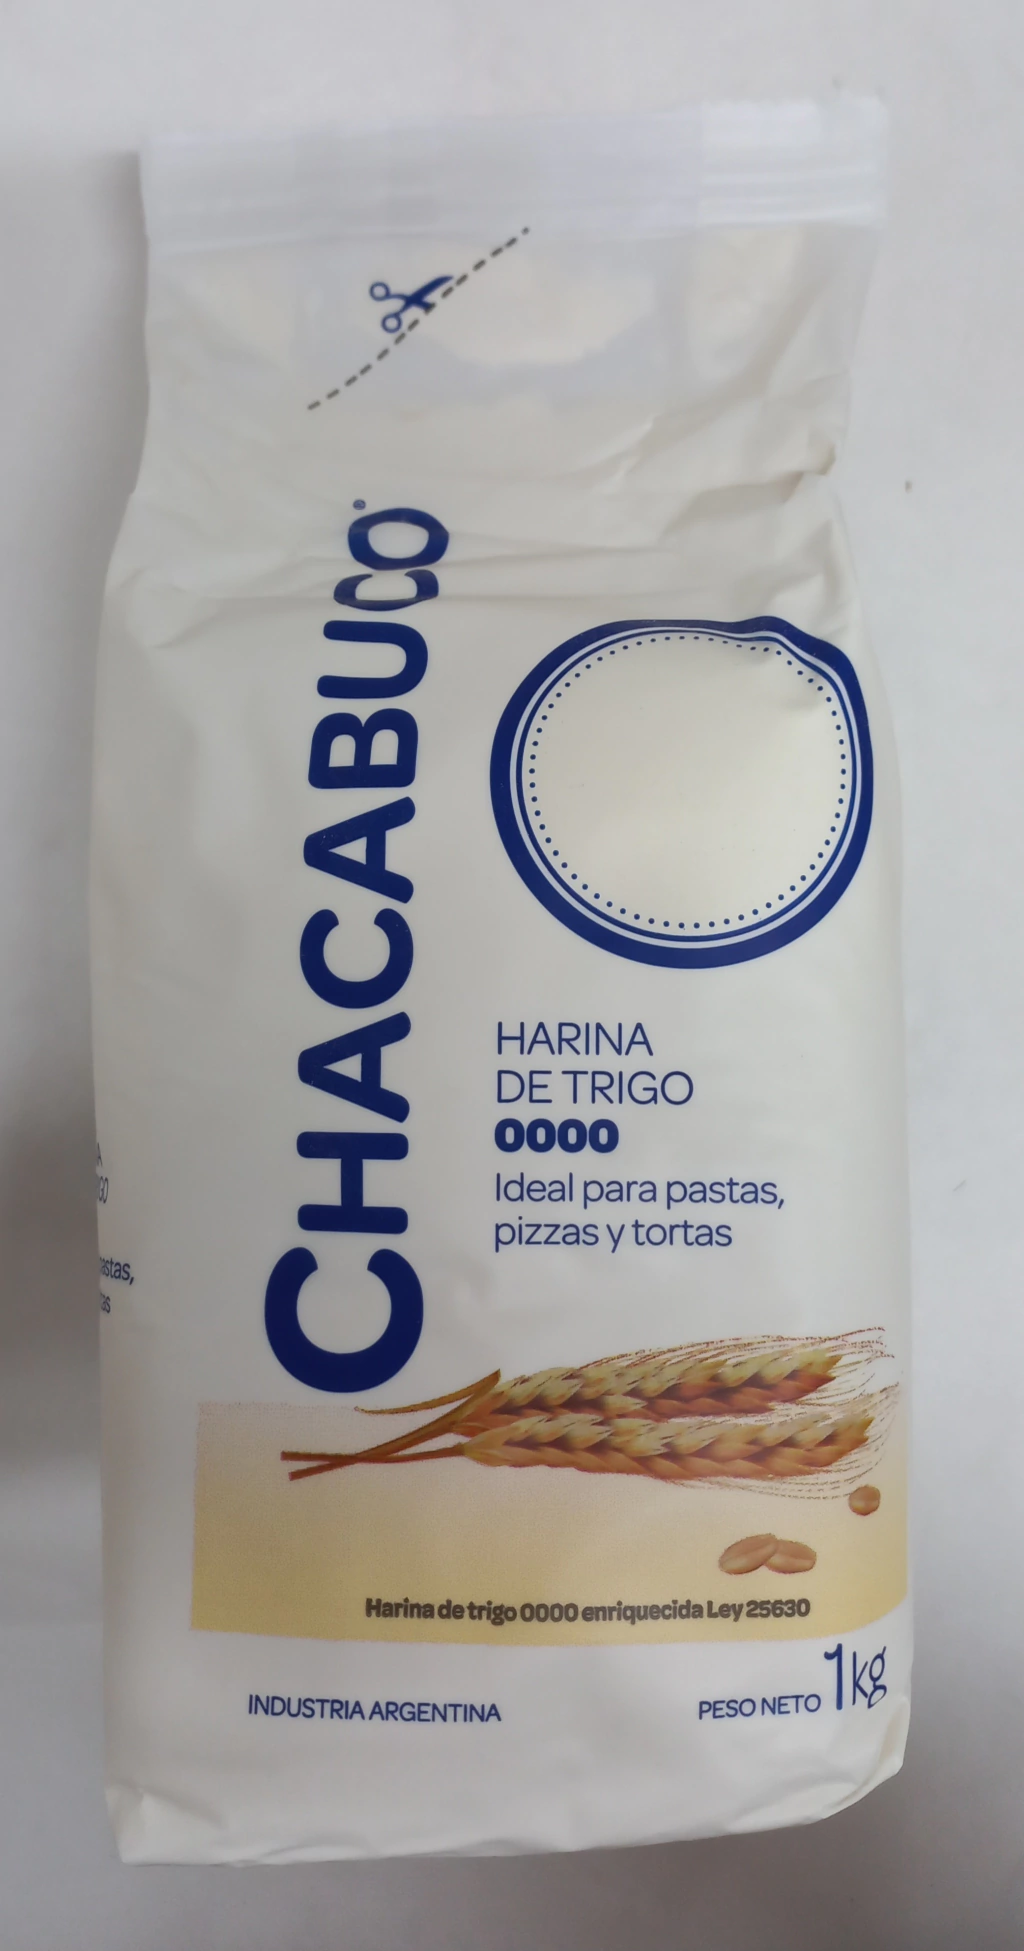 CHACABUCO®
HARINA
DE TRIGO
0000
Ideal para pastas,
pizzas y tortas
Harina de trigo 0000 enriquecida Ley 25630
INDUSTRIA ARGENTINA
PESO NETO 1kg